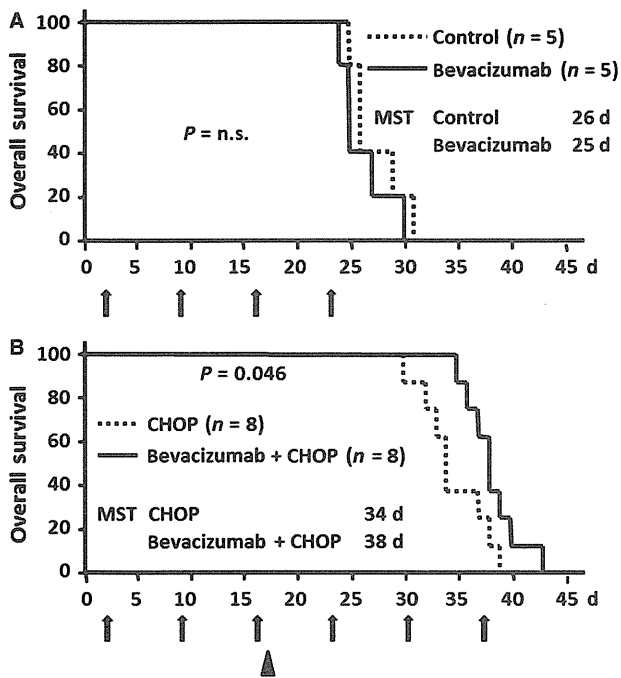 A
100
80
60
40
20
0
Overall survival
Control (n = 5)
Bevacizumab (n = 5)
MST Control 26 d
Bevacizumab 25 d
P = n.s.
0 5 10 15 20 25 30 35 40 45 d
B
100
80
60
40
20
0
Overall survival
P = 0.046
CHOP (n = 8)
Bevacizumab + CHOP (n = 8)
MST CHOP 34 d
Bevacizumab + CHOP 38 d
0 5 10 15 20 25 30 35 40 45 d